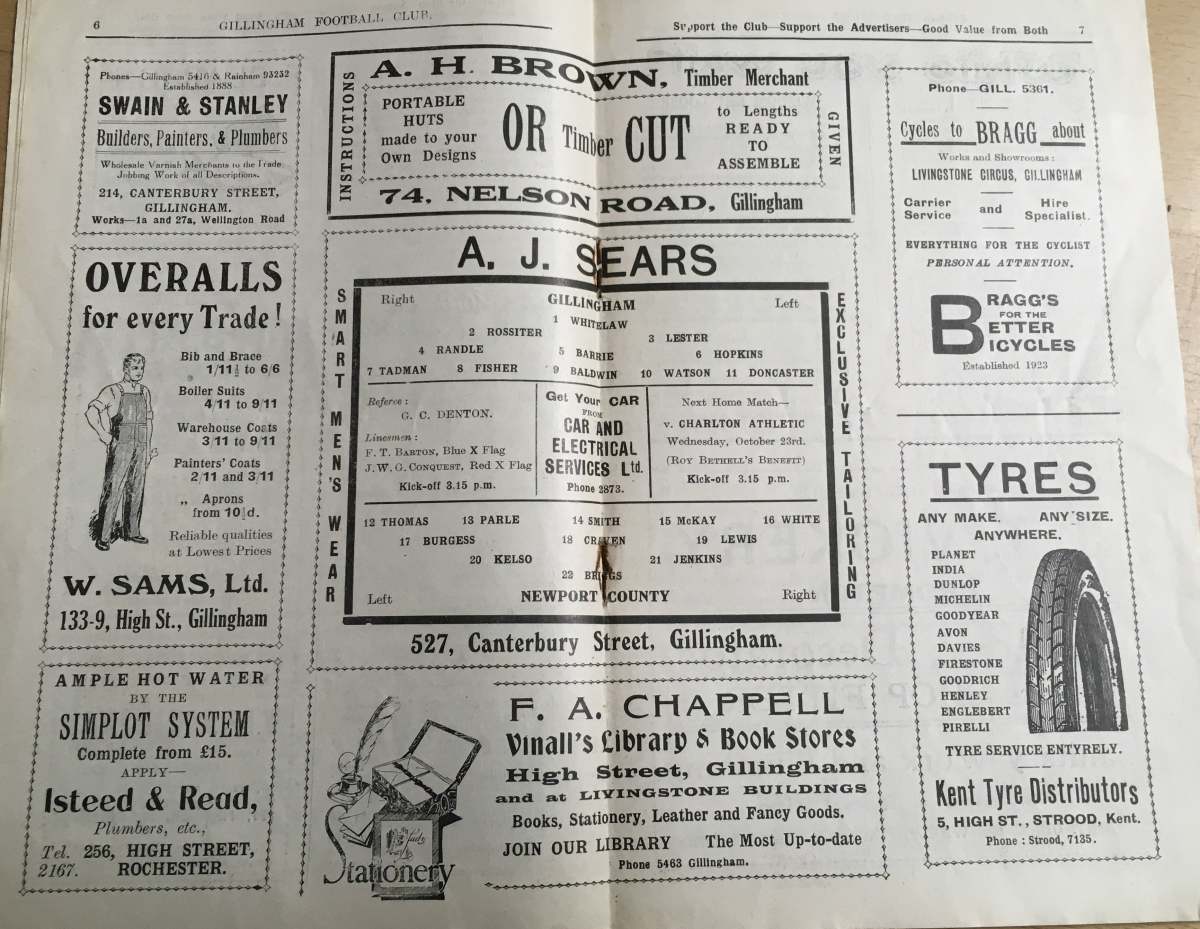 6
GILLINGHAM FOOTBALL CLUB.
Support the Club—Support the Advertisers—Good Value from Both
7
Phones—Gillingham 5416 & Rainham 93232
Established 1888
SWAIN & STANLEY
Builders, Painters, & Plumbers
Wholesale Varnish Merchants to the Trade
Jobbing Work of all Descriptions.
214, CANTERBURY STREET,
GILLINGHAM.
Works—1a and 27a, Wellington Road
OVERALLS
for every Trade!
Bib and Brace
1/11½ to 6/6
Boiler Suits
4/11 to 9/11
Warehouse Coats
3/11 to 9/11
Painters' Coats
2/11 and 3/11
„ Aprons
from 10½d.
Reliable qualities
at Lowest Prices
W. SAMS, Ltd.
133-9, High St., Gillingham
AMPLE HOT WATER
BY THE
SIMPLOT SYSTEM
Complete from £15.
APPLY—
Isteed & Read,
Plumbers, etc.,
Tel. 256, HIGH STREET,
2167. ROCHESTER.
INSTRUCTIONS
A. H. BROWN, Timber Merchant
PORTABLE
HUTS
made to your
Own Designs
OR Timber CUT
to Lengths
READY
TO
ASSEMBLE
GIVEN
74, NELSON ROAD, Gillingham
A. J. SEARS
SMART MEN'S WEAR
Right GILLINGHAM Left
1 WHITELAW
2 ROSSITER 3 LESTER
4 RANDLE 5 BARRIE 6 HOPKINS
7 TADMAN 8 FISHER 9 BALDWIN 10 WATSON 11 DONCASTER
Referee:
G. C. DENTON.
Linesmen:
F. T. BARTON, Blue X Flag
J. W. G. CONQUEST, Red X Flag
Kick-off 3.15 p.m.
Get Your CAR
FROM
CAR AND
ELECTRICAL
SERVICES Ltd.
Phone 2873.
Next Home Match—
v. CHARLTON ATHLETIC
Wednesday, October 23rd.
(ROY BETHELL'S BENEFIT)
Kick-off 3.15 p.m.
12 THOMAS 13 PARLE 14 SMITH 15 McKAY 16 WHITE
17 BURGESS 18 CRAVEN 19 LEWIS
20 KELSO 21 JENKINS
22 BRIGGS
Left NEWPORT COUNTY Right
EXCLUSIVE TAILORING
527, Canterbury Street, Gillingham.
Stationery
F. A. CHAPPELL
Vinall's Library & Book Stores
High Street, Gillingham
and at LIVINGSTONE BUILDINGS
Books, Stationery, Leather and Fancy Goods.
JOIN OUR LIBRARY The Most Up-to-date
Phone 5463 Gillingham.
Phone—GILL. 5361.
Cycles to BRAGG about
Works and Showrooms:
LIVINGSTONE CIRCUS, GILLINGHAM
Carrier
Service
and
Hire
Specialist.
EVERYTHING FOR THE CYCLIST
PERSONAL ATTENTION.
BRAGG'S
FOR THE
BETTER
BICYCLES
Established 1923
TYRES
ANY MAKE. ANY SIZE.
ANYWHERE.
PLANET
INDIA
DUNLOP
MICHELIN
GOODYEAR
AVON
DAVIES
FIRESTONE
GOODRICH
HENLEY
ENGLEBERT
PIRELLI
TYRE SERVICE ENTYRELY.
Kent Tyre Distributors
5, HIGH ST., STROOD, Kent.
Phone: Strood, 7135.